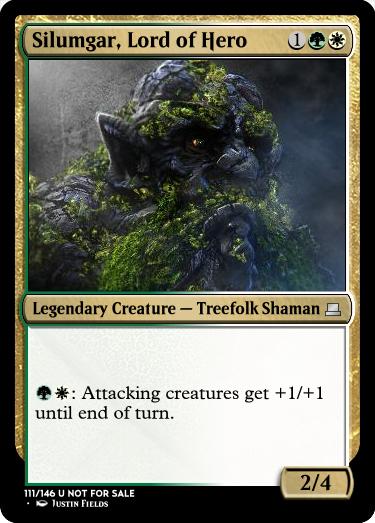 Silumgar, Lord of Hero 1
Legendary Creature — Treefolk Shaman
: Attacking creatures get +1/+1
until end of turn.
2/4
111/146 U NOT FOR SALE
Justin Fields